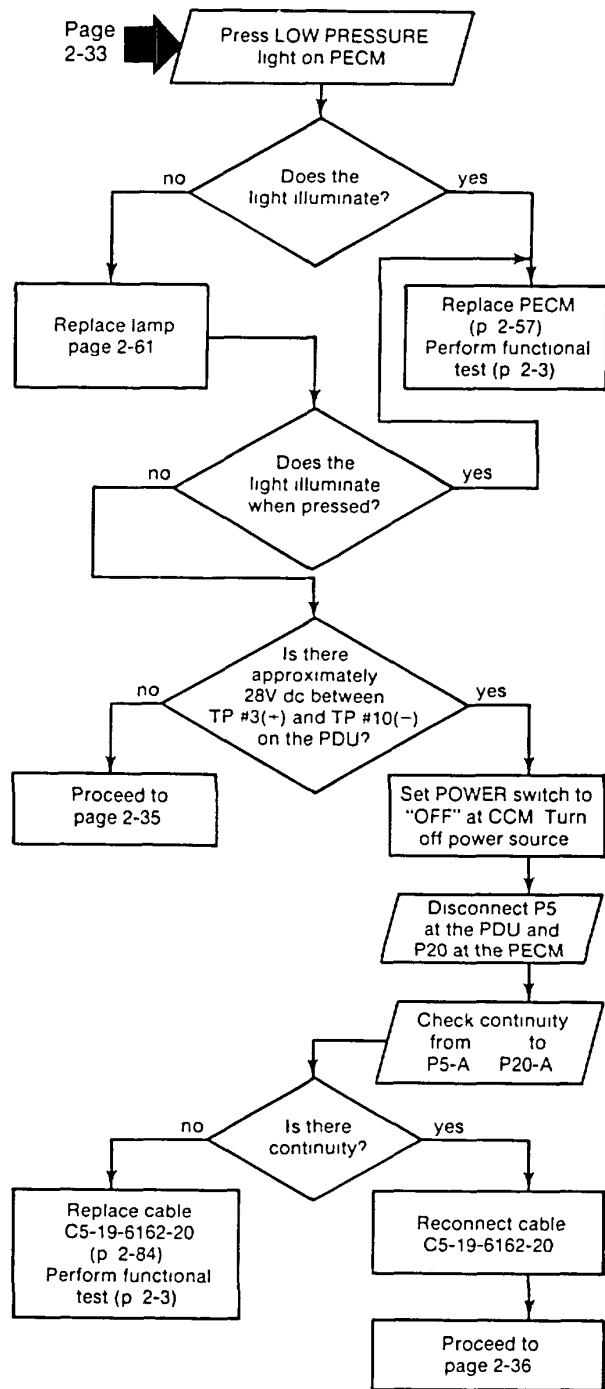 Page
2-33
Press LOW PRESSURE
light on PECM
Does the
light illuminate?
no
yes
Replace lamp
page 2-61
Replace PECM
(p 2-57)
Perform functional
test (p 2-3)
Does the
light illuminate
when pressed?
no
yes
Is there
approximately
28V dc between
TP #3(+) and TP #10(−)
on the PDU?
no
yes
Proceed to
page 2-35
Set POWER switch to
"OFF" at CCM Turn
off power source
Disconnect P5
at the PDU and
P20 at the PECM
Check continuity
from to
P5-A P20-A
Is there
continuity?
no
yes
Replace cable
C5-19-6162-20
(p 2-84)
Perform functional
test (p 2-3)
Reconnect cable
C5-19-6162-20
Proceed to
page 2-36